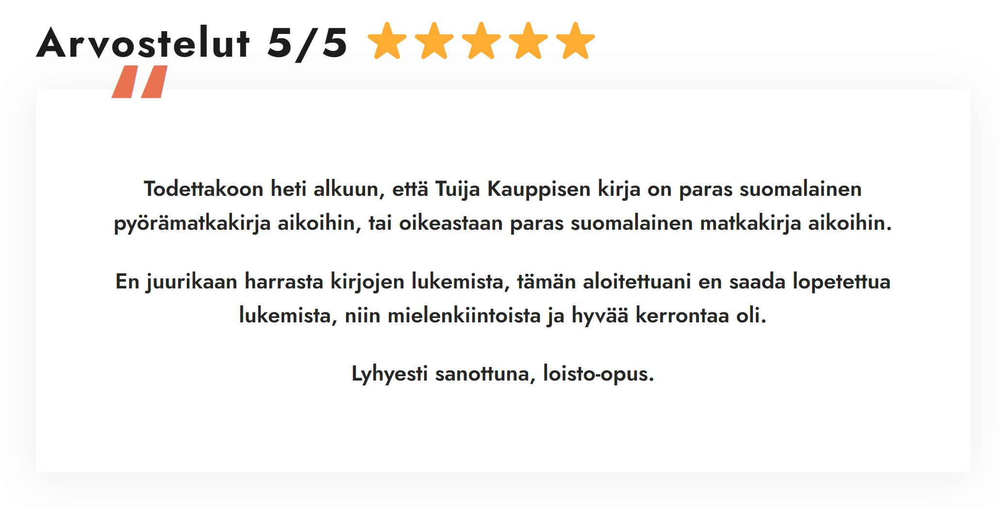 Arvostelut 5/5
"
Todettakoon heti alkuun, että Tuija Kauppisen kirja on paras suomalainen
pyörämatkakirja aikoihin, tai oikeastaan paras suomalainen matkakirja aikoihin.
En juurikaan harrasta kirjojen lukemista, tämän aloitettuani en saada lopetettua
lukemista, niin mielenkiintoista ja hyvää kerrontaa oli.
Lyhyesti sanottuna, loisto-opus.